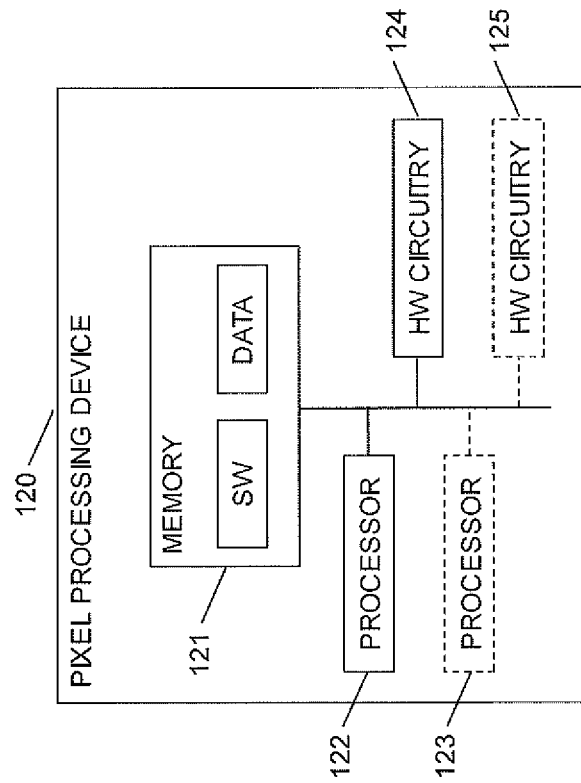 120
PIXEL PROCESSING DEVICE
MEMORY
SW
DATA
121
122
PROCESSOR
HW CIRCUITRY
124
123
PROCESSOR
HW CIRCUITRY
125